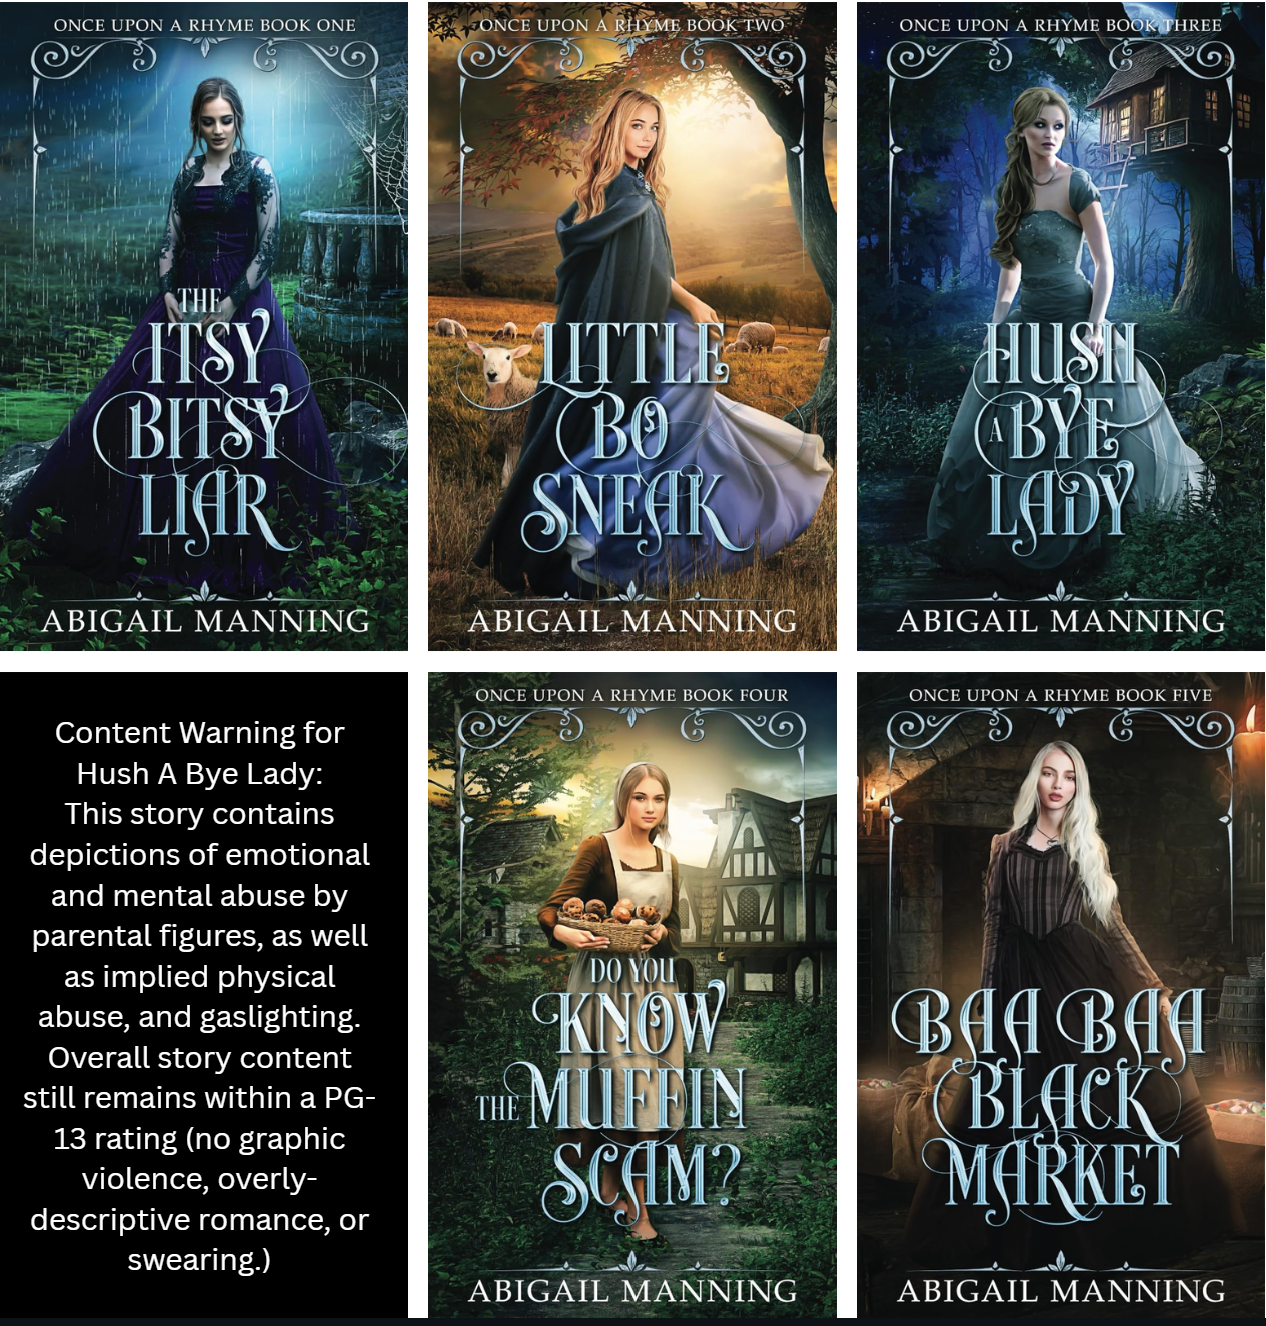 ONCE UPON A RHYME BOOK ONE
THE
ITSY
BITSY
LIAR
ABIGAIL MANNING
ONCE UPON A RHYME BOOK TWO
LITTLE
BO
SNEAK
ABIGAIL MANNING
ONCE UPON A RHYME BOOK THREE
HUSH
A BYE
LADY
ABIGAIL MANNING
Content Warning for
Hush A Bye Lady:
This story contains
depictions of emotional
and mental abuse by
parental figures, as well
as implied physical
abuse, and gaslighting.
Overall story content
still remains within a PG-
13 rating (no graphic
violence, overly-
descriptive romance, or
swearing.)
ONCE UPON A RHYME BOOK FOUR
DO YOU
KNOW
THE MUFFIN
SCAM?
ABIGAIL MANNING
ONCE UPON A RHYME BOOK FIVE
BAA BAA
BLACK
MARKET
ABIGAIL MANNING